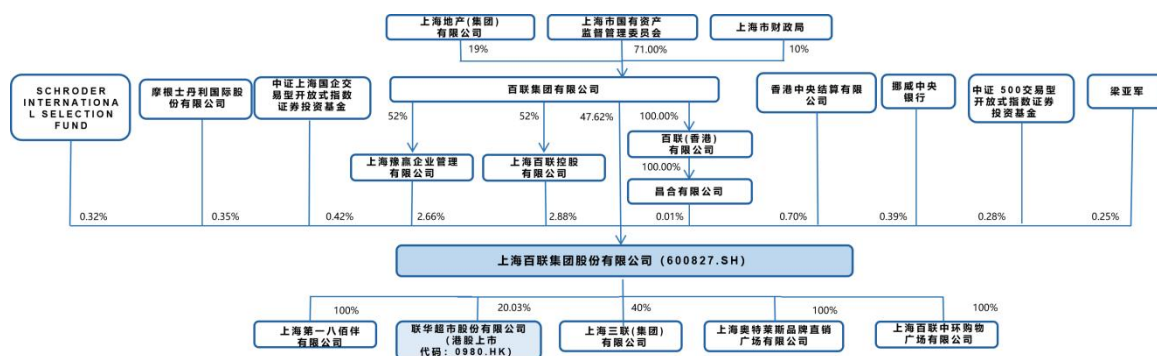 上海地产(集团)
有限公司
上海市国有资产
监督管理委员会
上海市财政局
19%
71.00%
10%
SCHRODER
INTERNATIONA
L SELECTION
FUND
摩根士丹利国际股
份有限公司
中证上海国企交
易型开放式指数
证券投资基金
百联集团有限公司
香港中央结算有限
公司
挪威中央
银行
中证 500交易型
开放式指数证券
投资基金
梁亚军
52%
52%
47.62%
100.00%
百联(香港)
有限公司
上海豫赢企业管理
有限公司
上海百联控股
有限公司
100.00%
昌合有限公司
0.32%
0.35%
0.42%
2.66%
2.88%
0.01%
0.70%
0.39%
0.28%
0.25%
上海百联集团股份有限公司 (600827.SH)
100%
20.03%
40%
100%
100%
上海第一八佰伴
有限公司
联华超市股份有限公司
(港股上市
代码: 0980.HK)
上海三联(集团)
有限公司
上海奥特莱斯品牌直销
广场有限公司
上海百联中环购物
广场有限公司